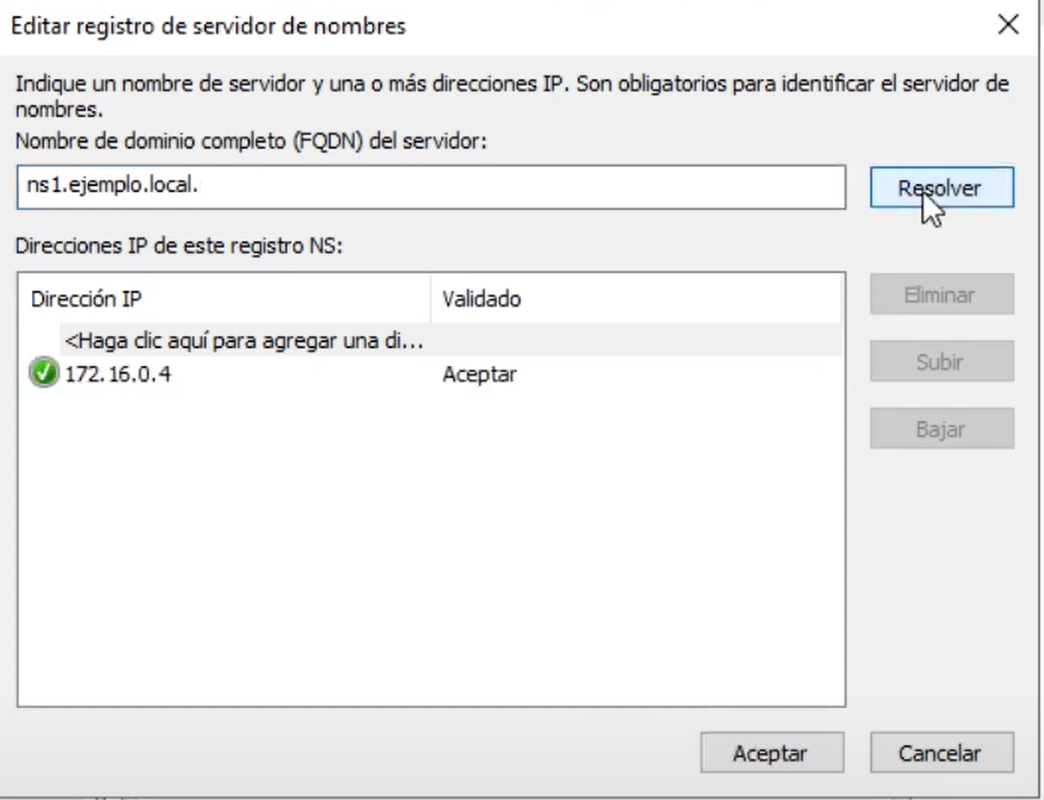 Editar registro de servidor de nombres
Indique un nombre de servidor y una o más direcciones IP. Son obligatorios para identificar el servidor de
nombres.
Nombre de dominio completo (FQDN) del servidor:
ns1.ejemplo.local.
Resolver
Direcciones IP de este registro NS:
Dirección IP Validado
Eliminar
<Haga clic aquí para agregar una di...
172.16.0.4 Aceptar
Subir
Bajar
Aceptar Cancelar